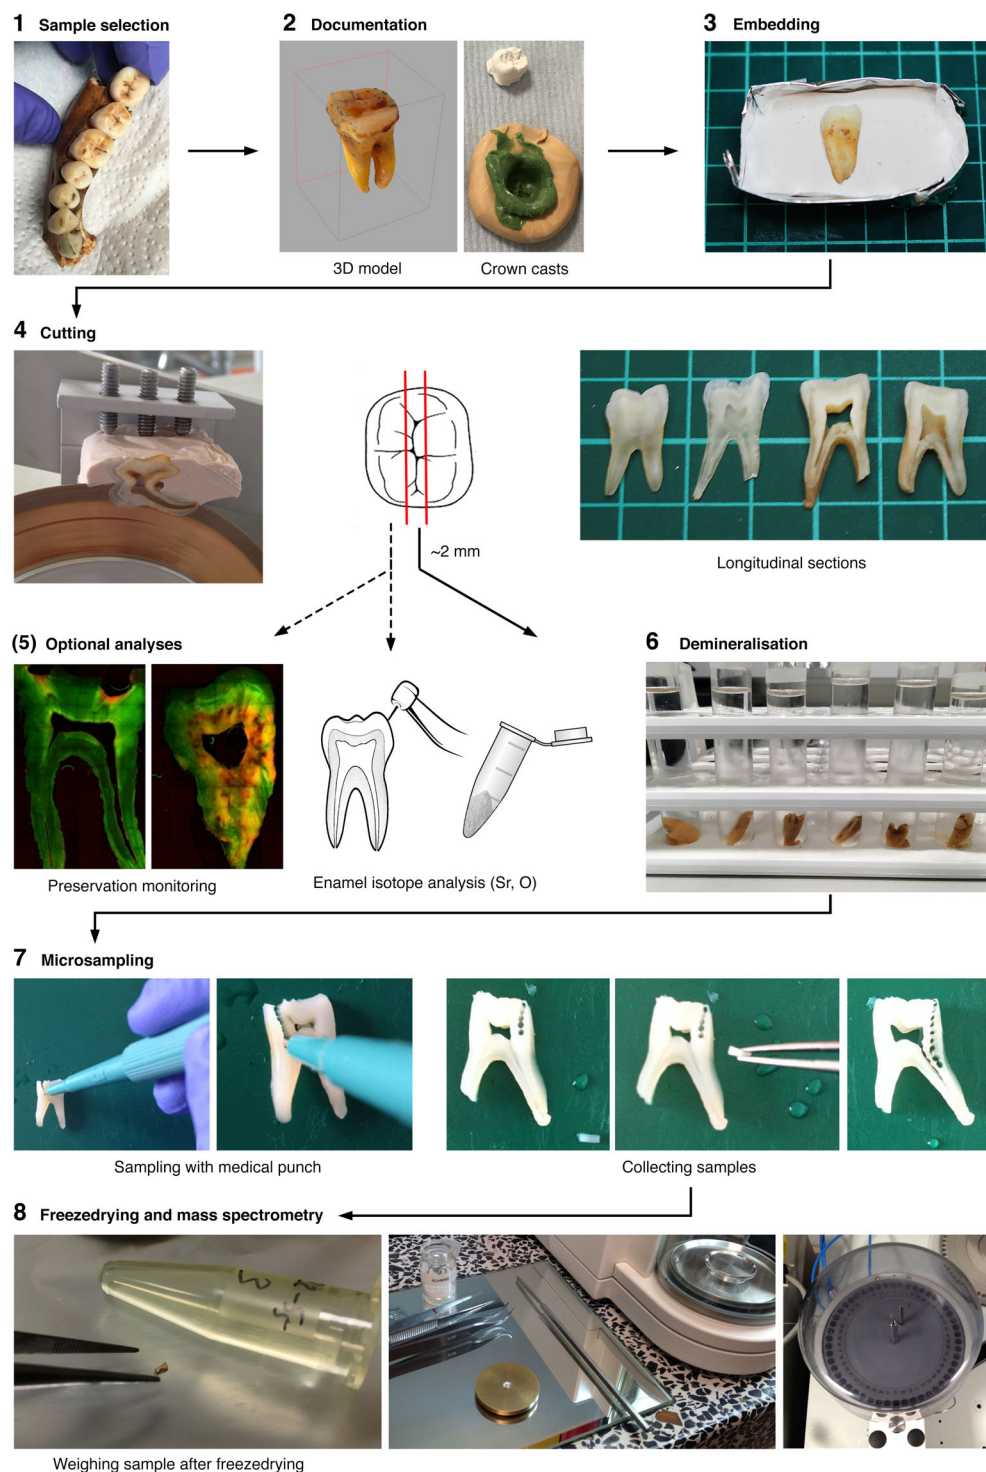 1 Sample selection
2 Documentation
3 Embedding
3D model
Crown casts
4 Cutting
~2 mm
Longitudinal sections
(5) Optional analyses
6 Demineralisation
Preservation monitoring
Enamel isotope analysis (Sr, O)
7 Microsampling
Sampling with medical punch
Collecting samples
8 Freezedrying and mass spectrometry
Weighing sample after freezedrying